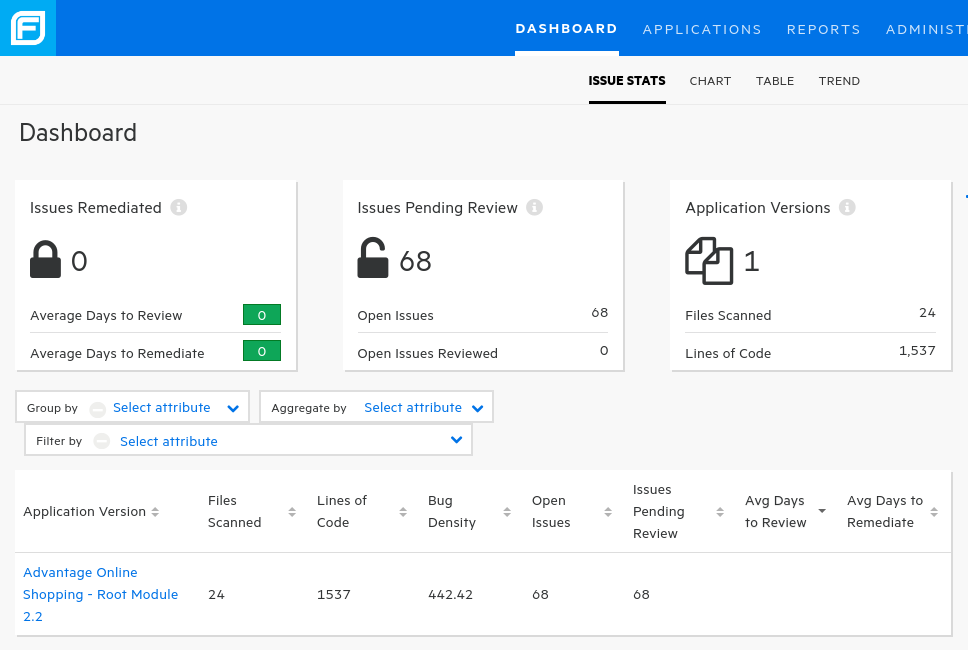 DASHBOARD APPLICATIONS REPORTS ADMINIST
ISSUE STATS CHART TABLE TREND
Dashboard
Issues Remediated
0
Average Days to Review 0
Average Days to Remediate 0
Issues Pending Review
68
Open Issues 68
Open Issues Reviewed 0
Application Versions
1
Files Scanned 24
Lines of Code 1,537
Group by Select attribute
Aggregate by Select attribute
Filter by Select attribute
Application Version
Files
Scanned
Lines of
Code
Bug
Density
Open
Issues
Issues
Pending
Review
Avg Days
to Review
Avg Days to
Remediate
Advantage Online
Shopping - Root Module
2.2
24 1537 442.42 68 68